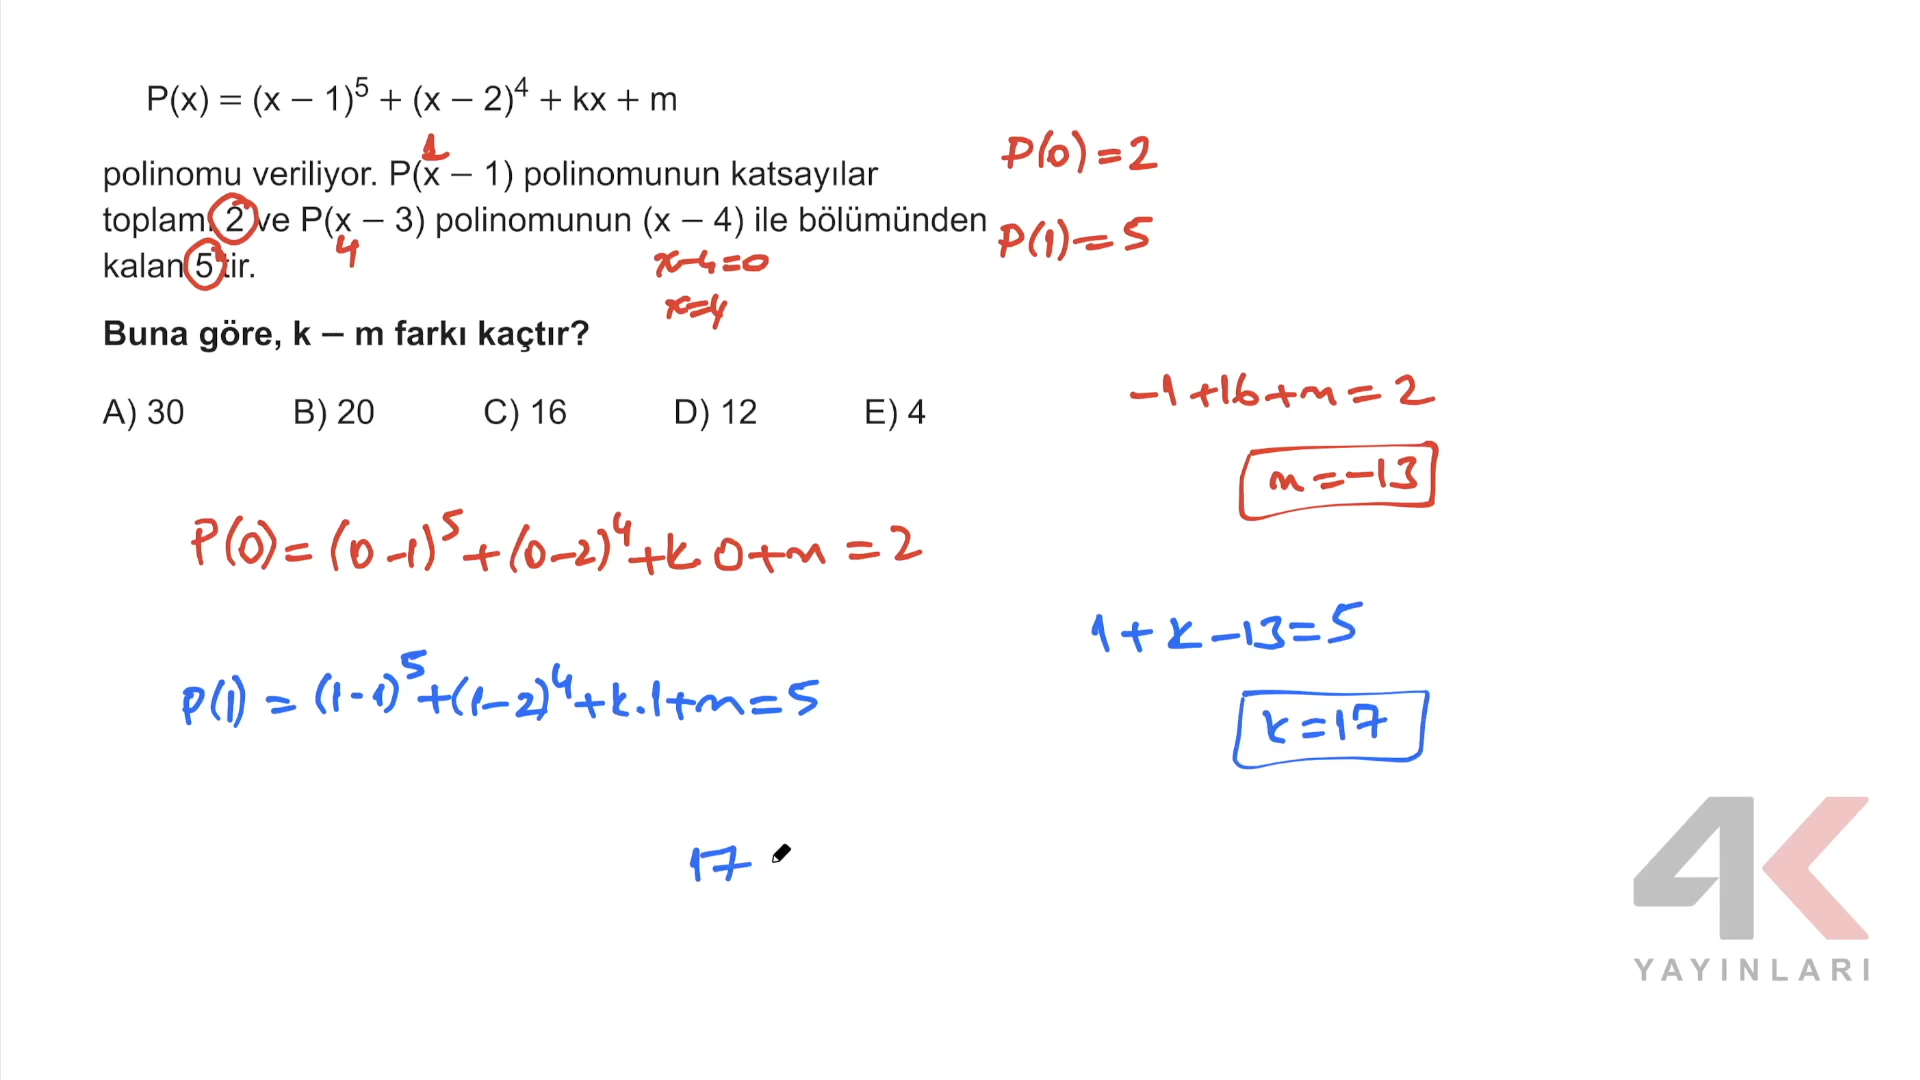 P(x) = (x – 1)⁵ + (x – 2)⁴ + kx + m
1
polinomu veriliyor. P(x – 1) polinomunun katsayılar
toplamı 2 ve P(x – 3) polinomunun (x – 4) ile bölümünden
4
kalan 5 tir.
x-4=0
x=4
P(0)=2
P(1)=5
Buna göre, k – m farkı kaçtır?
A) 30 B) 20 C) 16 D) 12 E) 4
-1+16+m=2
m=-13
P(0)=(0-1)⁵+(0-2)⁴+k.0+m=2
1+k-13=5
P(1)=(1-1)⁵+(1-2)⁴+k.1+m=5
k=17
17
4K
YAYINLARI